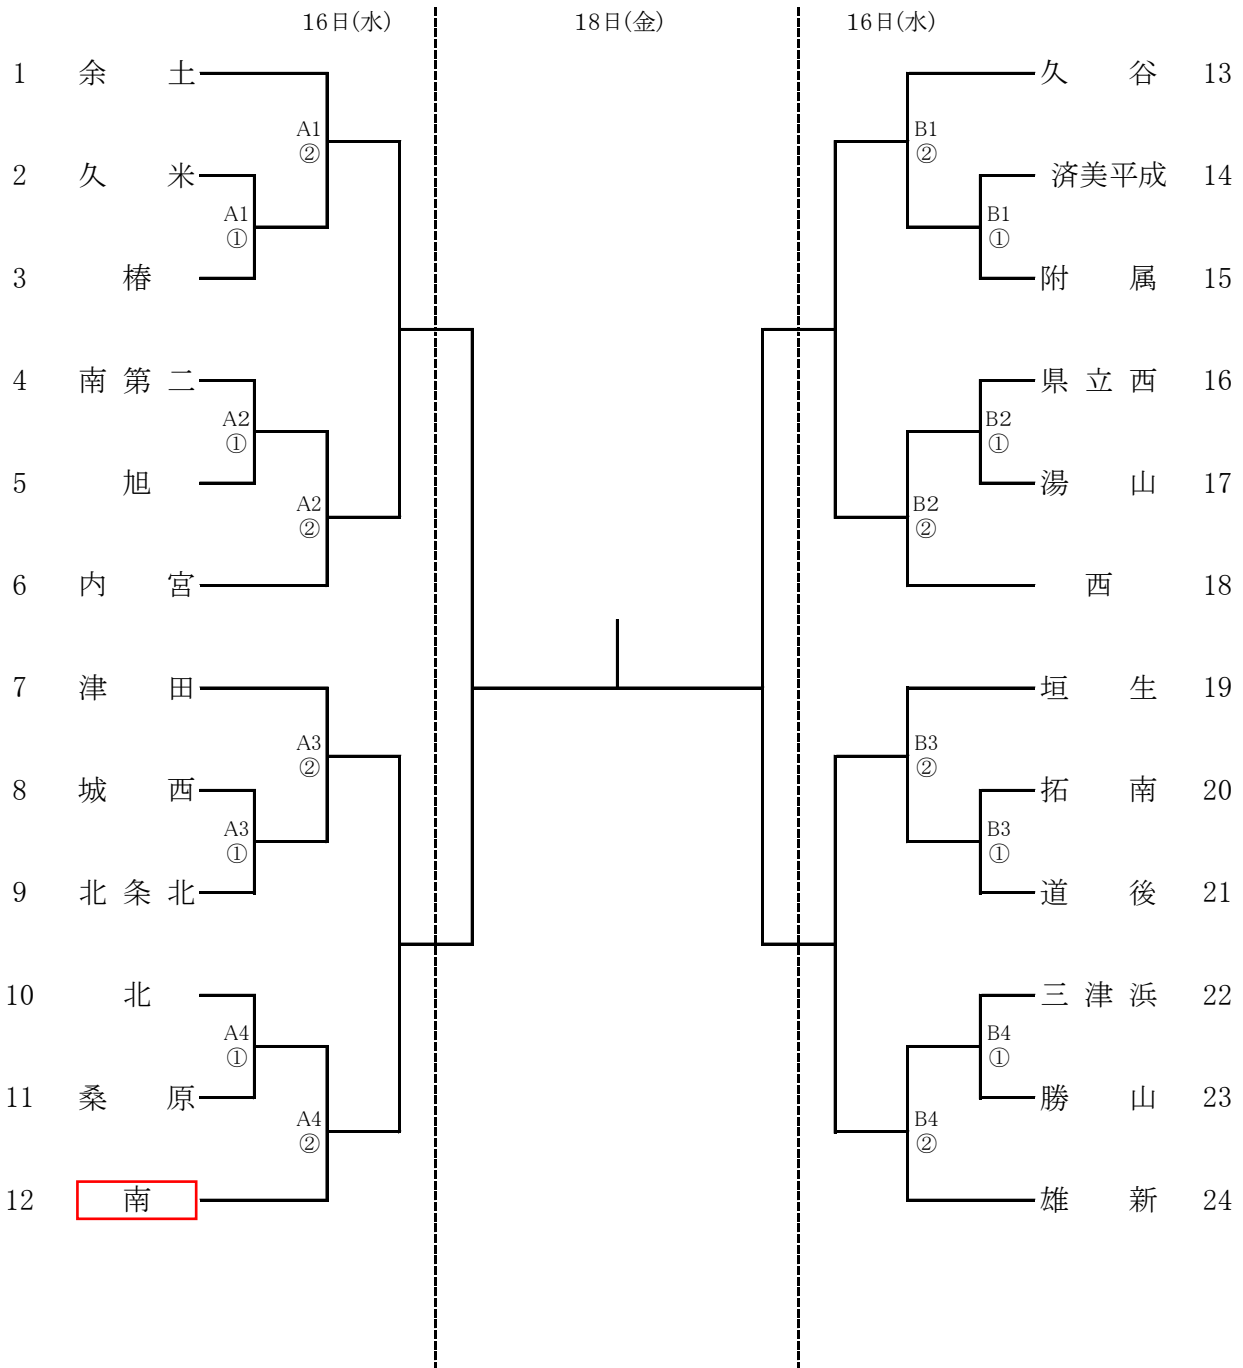 16日(水) 18日(金) 16日(水)
1 余 土 久 谷 13
A1 B1
② ②
2 久 米 済美平成 14
A1 B1
① ①
3 椿 附 属 15
4 南 第 二 県 立 西 16
A2 B2
① ①
5 旭 湯 山 17
A2 B2
② ②
6 内 宮 西 18
7 津 田 垣 生 19
A3 B3
② ②
8 城 西 拓 南 20
A3 B3
① ①
9 北 条 北 道 後 21
10 北 三 津 浜 22
A4 B4
① ①
11 桑 原 勝 山 23
A4 B4
② ②
12 南 雄 新 24